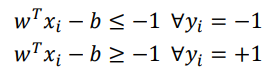 wᵀxᵢ − b ≤ −1 ∀yᵢ = −1
wᵀxᵢ − b ≥ −1 ∀yᵢ = +1